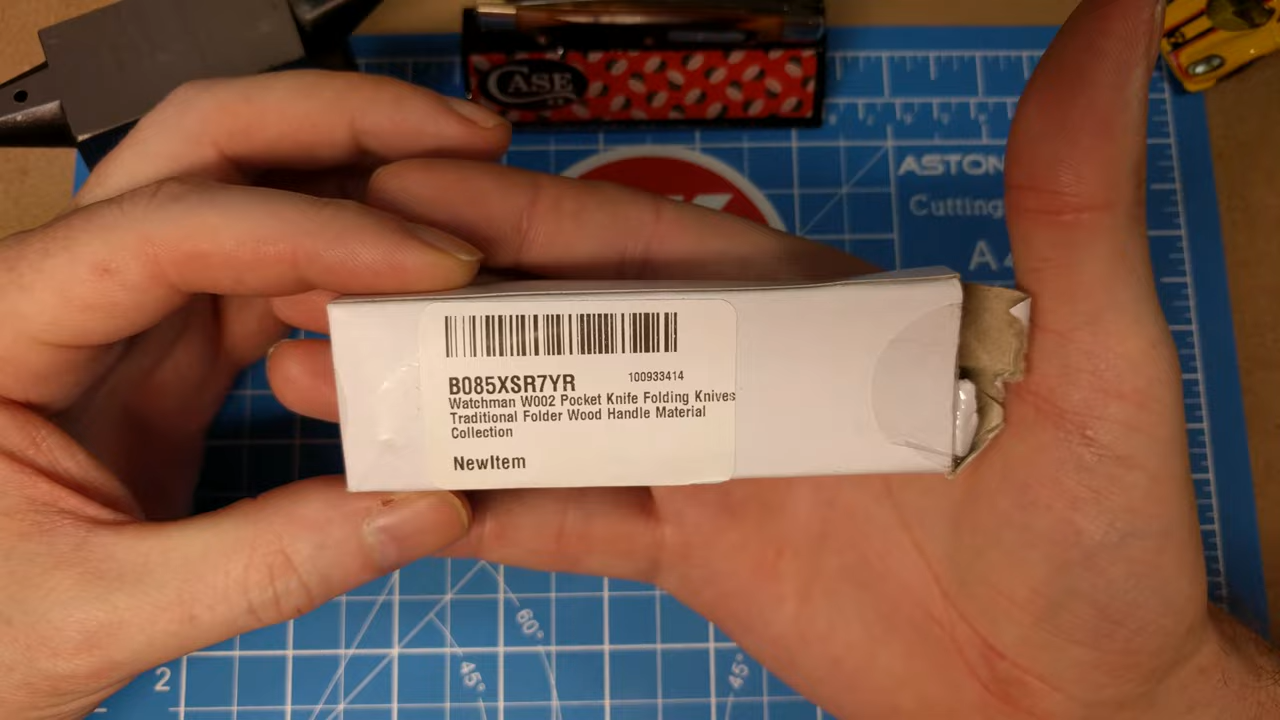 CASE
ASTON
Cutting
A4
B085XSR7YR
100933414
Watchman W002 Pocket Knife Folding Knives
Traditional Folder Wood Handle Material
Collection
NewItem
60°
45°
45°
2